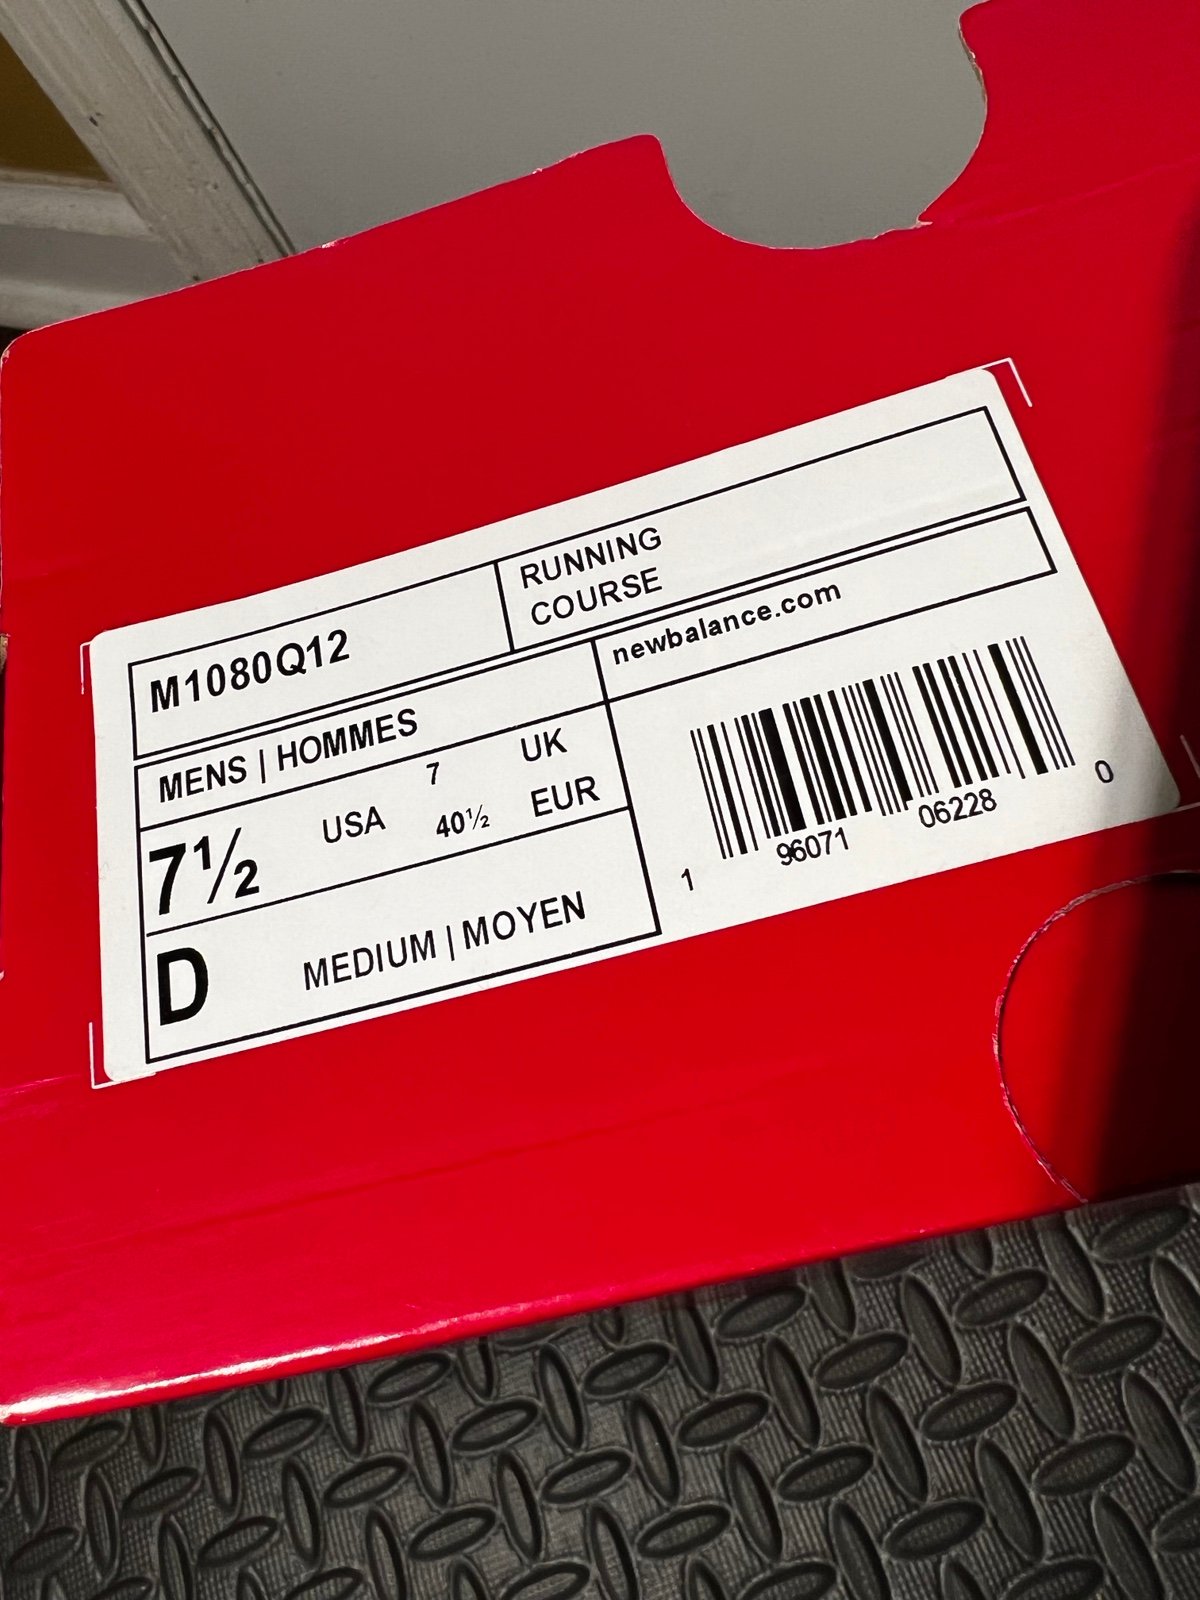 M1080Q12
RUNNING
COURSE
MENS | HOMMES
newbalance.com
7½ USA 7 UK
40½ EUR
D MEDIUM | MOYEN
1 96071 06228 0